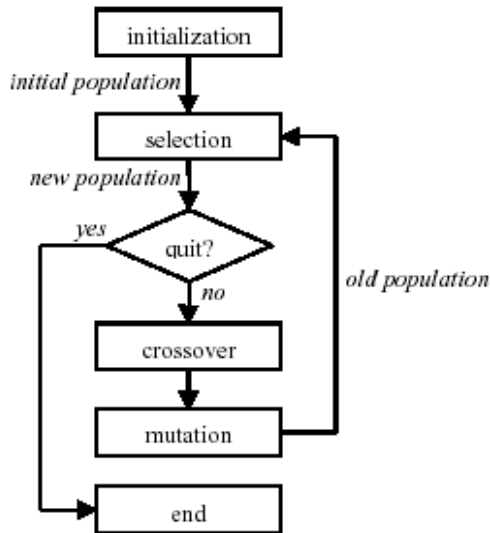 initialization
initial population
selection
new population
yes
quit?
no
old population
crossover
mutation
end